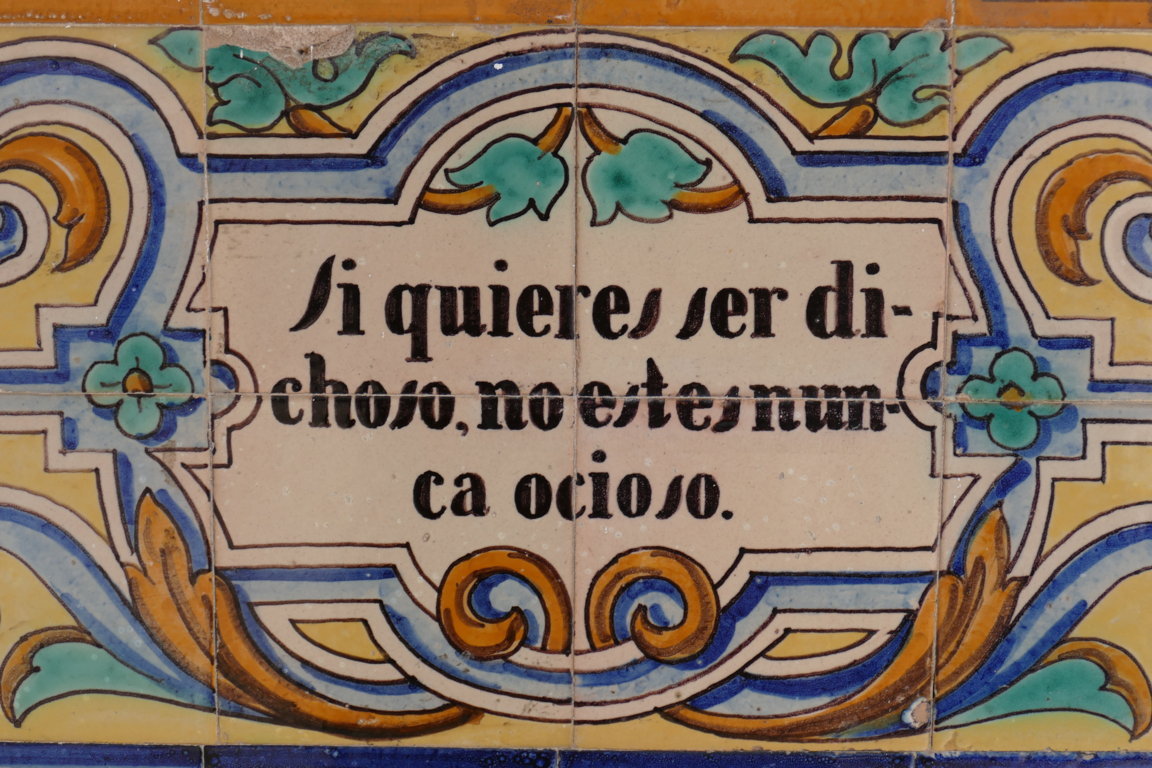 Si quieres ser di-
choso, no estes nun-
ca ocioso.